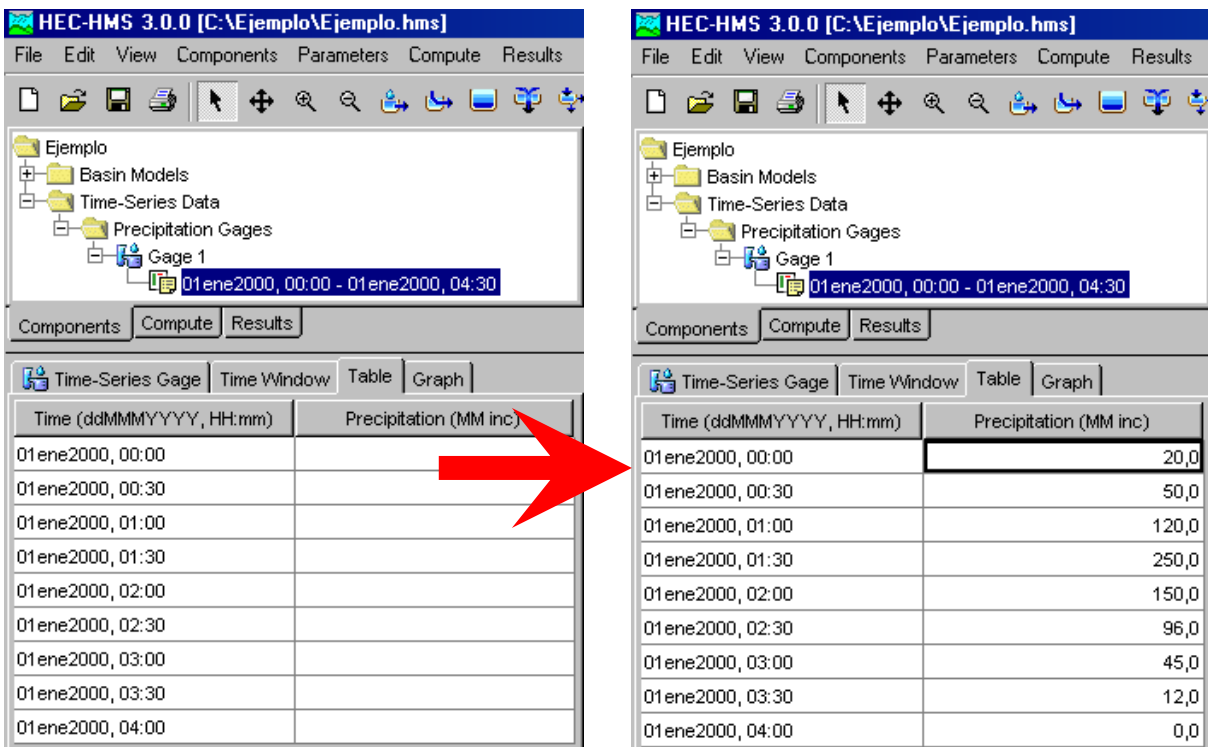 HEC-HMS 3.0.0 [C:\Ejemplo\Ejemplo.hms]
File Edit View Components Parameters Compute Results
Ejemplo
Basin Models
Time-Series Data
Precipitation Gages
Gage 1
01ene2000, 00:00 - 01ene2000, 04:30
Components Compute Results
Time-Series Gage Time Window Table Graph
Time (ddMMMYYYY, HH:mm) Precipitation (MM inc)
01ene2000, 00:00
01ene2000, 00:30
01ene2000, 01:00
01ene2000, 01:30
01ene2000, 02:00
01ene2000, 02:30
01ene2000, 03:00
01ene2000, 03:30
01ene2000, 04:00
HEC-HMS 3.0.0 [C:\Ejemplo\Ejemplo.hms]
File Edit View Components Parameters Compute Results
Ejemplo
Basin Models
Time-Series Data
Precipitation Gages
Gage 1
01ene2000, 00:00 - 01ene2000, 04:30
Components Compute Results
Time-Series Gage Time Window Table Graph
Time (ddMMMYYYY, HH:mm) Precipitation (MM inc)
01ene2000, 00:00 20,0
01ene2000, 00:30 50,0
01ene2000, 01:00 120,0
01ene2000, 01:30 250,0
01ene2000, 02:00 150,0
01ene2000, 02:30 96,0
01ene2000, 03:00 45,0
01ene2000, 03:30 12,0
01ene2000, 04:00 0,0